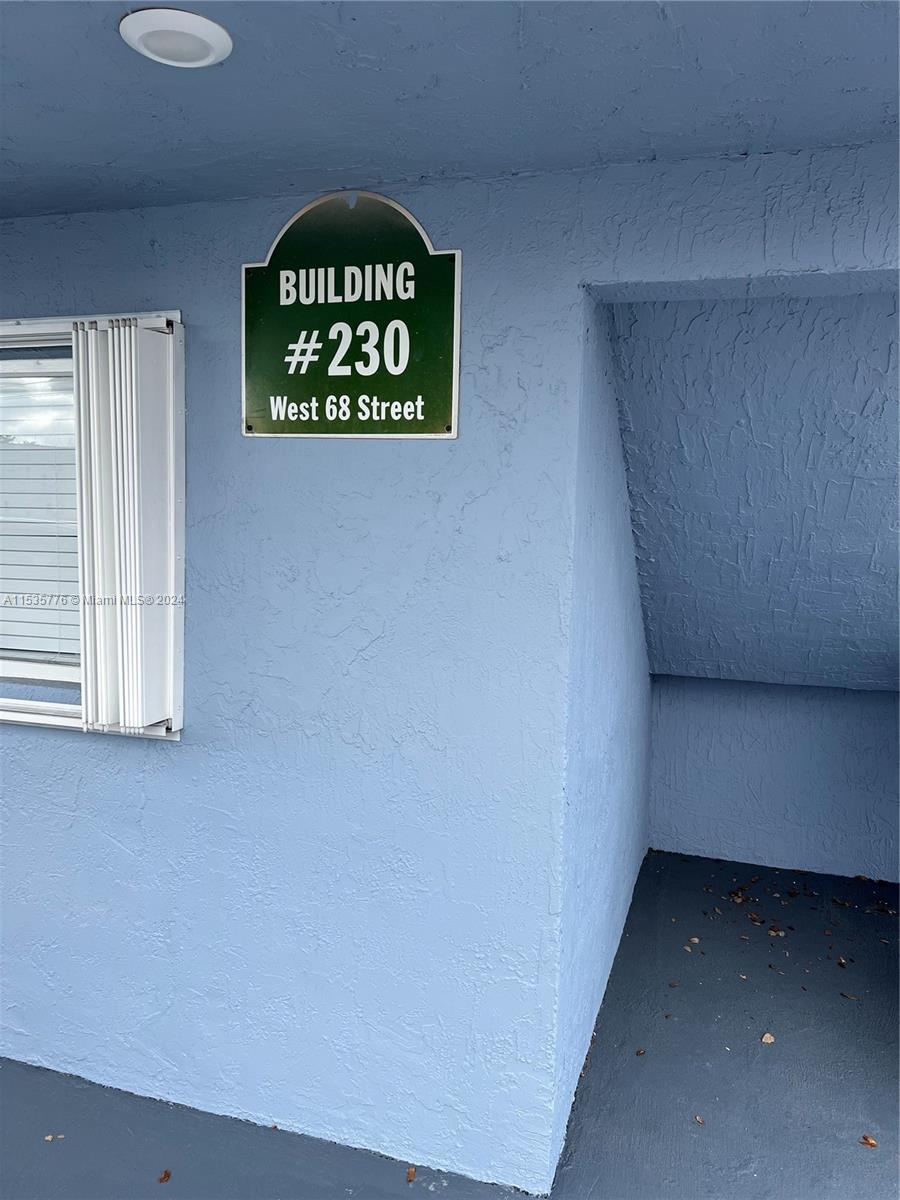 BUILDING
#230
West 68 Street
A11535776 © Miami MLS® 2024